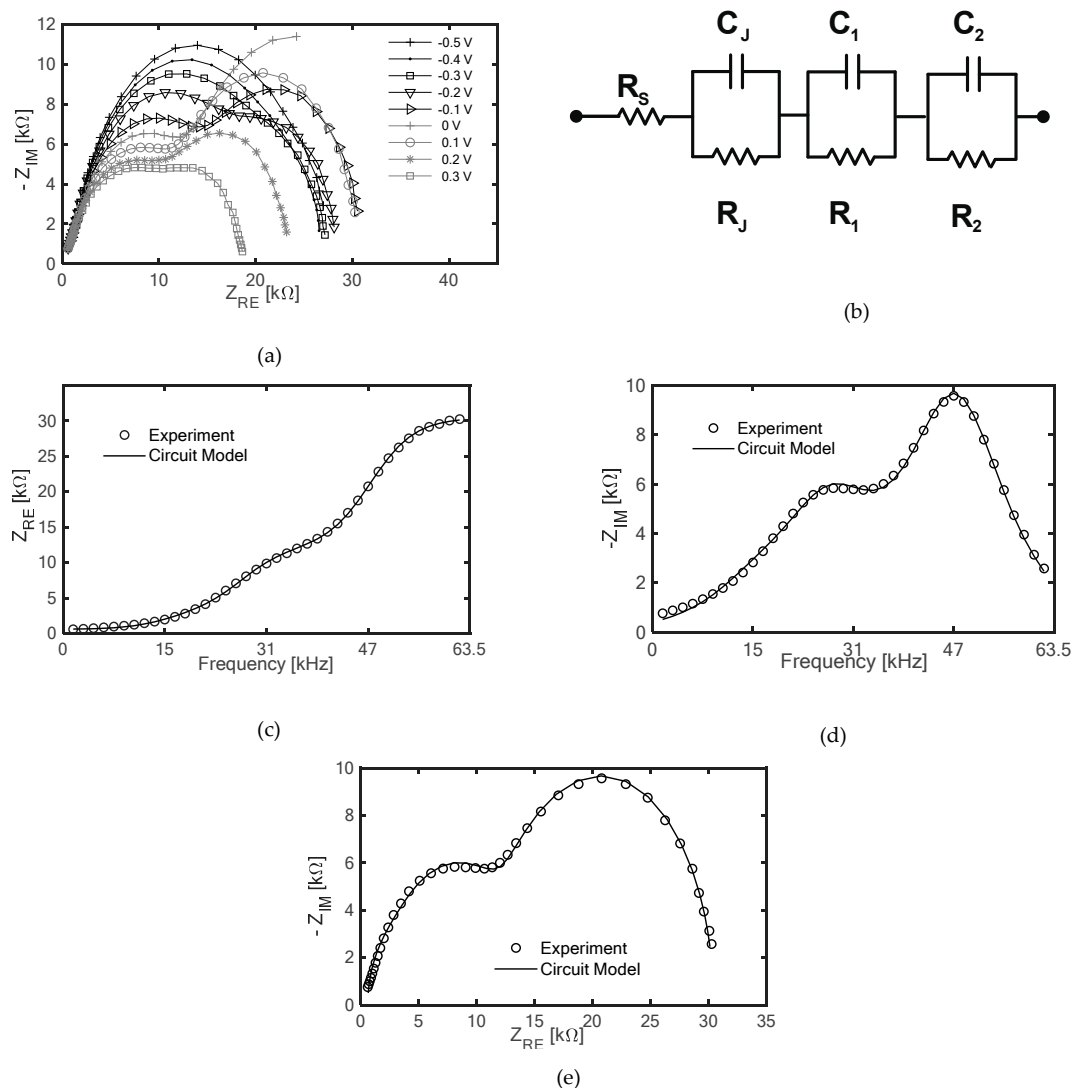 12
10
8
6
4
2
0
- Z_IM [kΩ]
0 10 20 30 40
Z_RE [kΩ]
-0.5 V
-0.4 V
-0.3 V
-0.2 V
-0.1 V
0 V
0.1 V
0.2 V
0.3 V
(a)
C_J C_1 C_2
R_S
R_J R_1 R_2
(b)
30
25
20
15
10
5
0
Z_RE [kΩ]
Experiment
Circuit Model
0 15 31 47 63.5
Frequency [kHz]
(c)
10
8
6
4
2
0
-Z_IM [kΩ]
Experiment
Circuit Model
0 15 31 47 63.5
Frequency [kHz]
(d)
10
8
6
4
2
0
- Z_IM [kΩ]
Experiment
Circuit Model
0 5 10 15 20 25 30 35
Z_RE [kΩ]
(e)